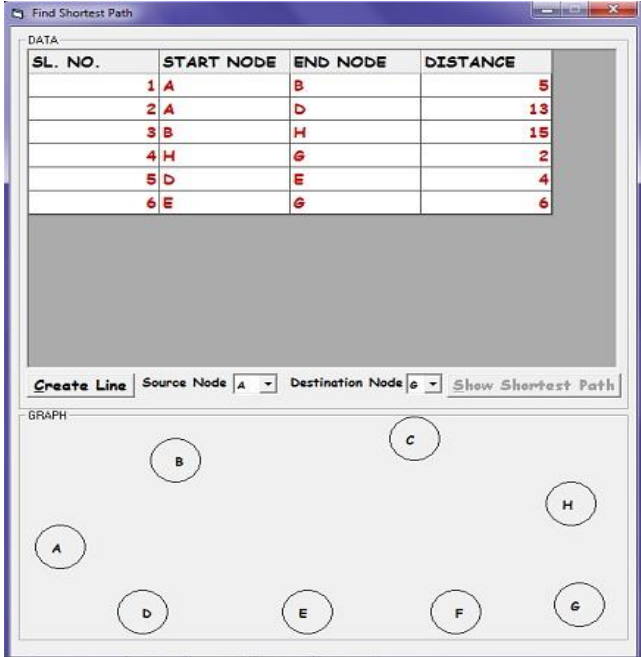 Find Shortest Path
DATA
SL. NO. START NODE END NODE DISTANCE
1 A B 5
2 A D 13
3 B H 15
4 H G 2
5 D E 4
6 E G 6
Create Line Source Node A Destination Node G Show Shortest Path
GRAPH
C
B
H
A
G
D E F